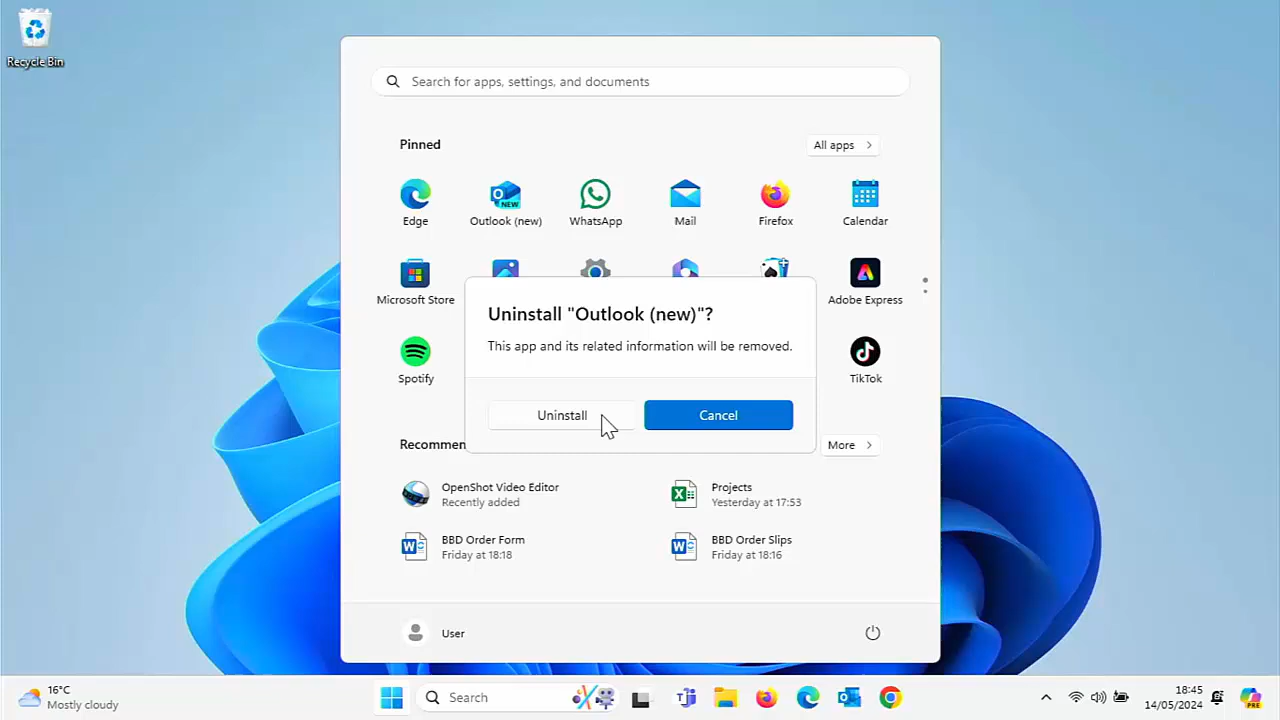 Recycle Bin
Search for apps, settings, and documents
Pinned
All apps
Edge
Outlook (new)
WhatsApp
Mail
Firefox
Calendar
Microsoft Store
Adobe Express
Uninstall "Outlook (new)"?
This app and its related information will be removed.
Spotify
TikTok
Uninstall
Cancel
Recommen
More
OpenShot Video Editor
Recently added
Projects
Yesterday at 17:53
BBD Order Form
Friday at 18:18
BBD Order Slips
Friday at 18:16
User
16°C
Mostly cloudy
Search
18:45
14/05/2024
NEW
PRE